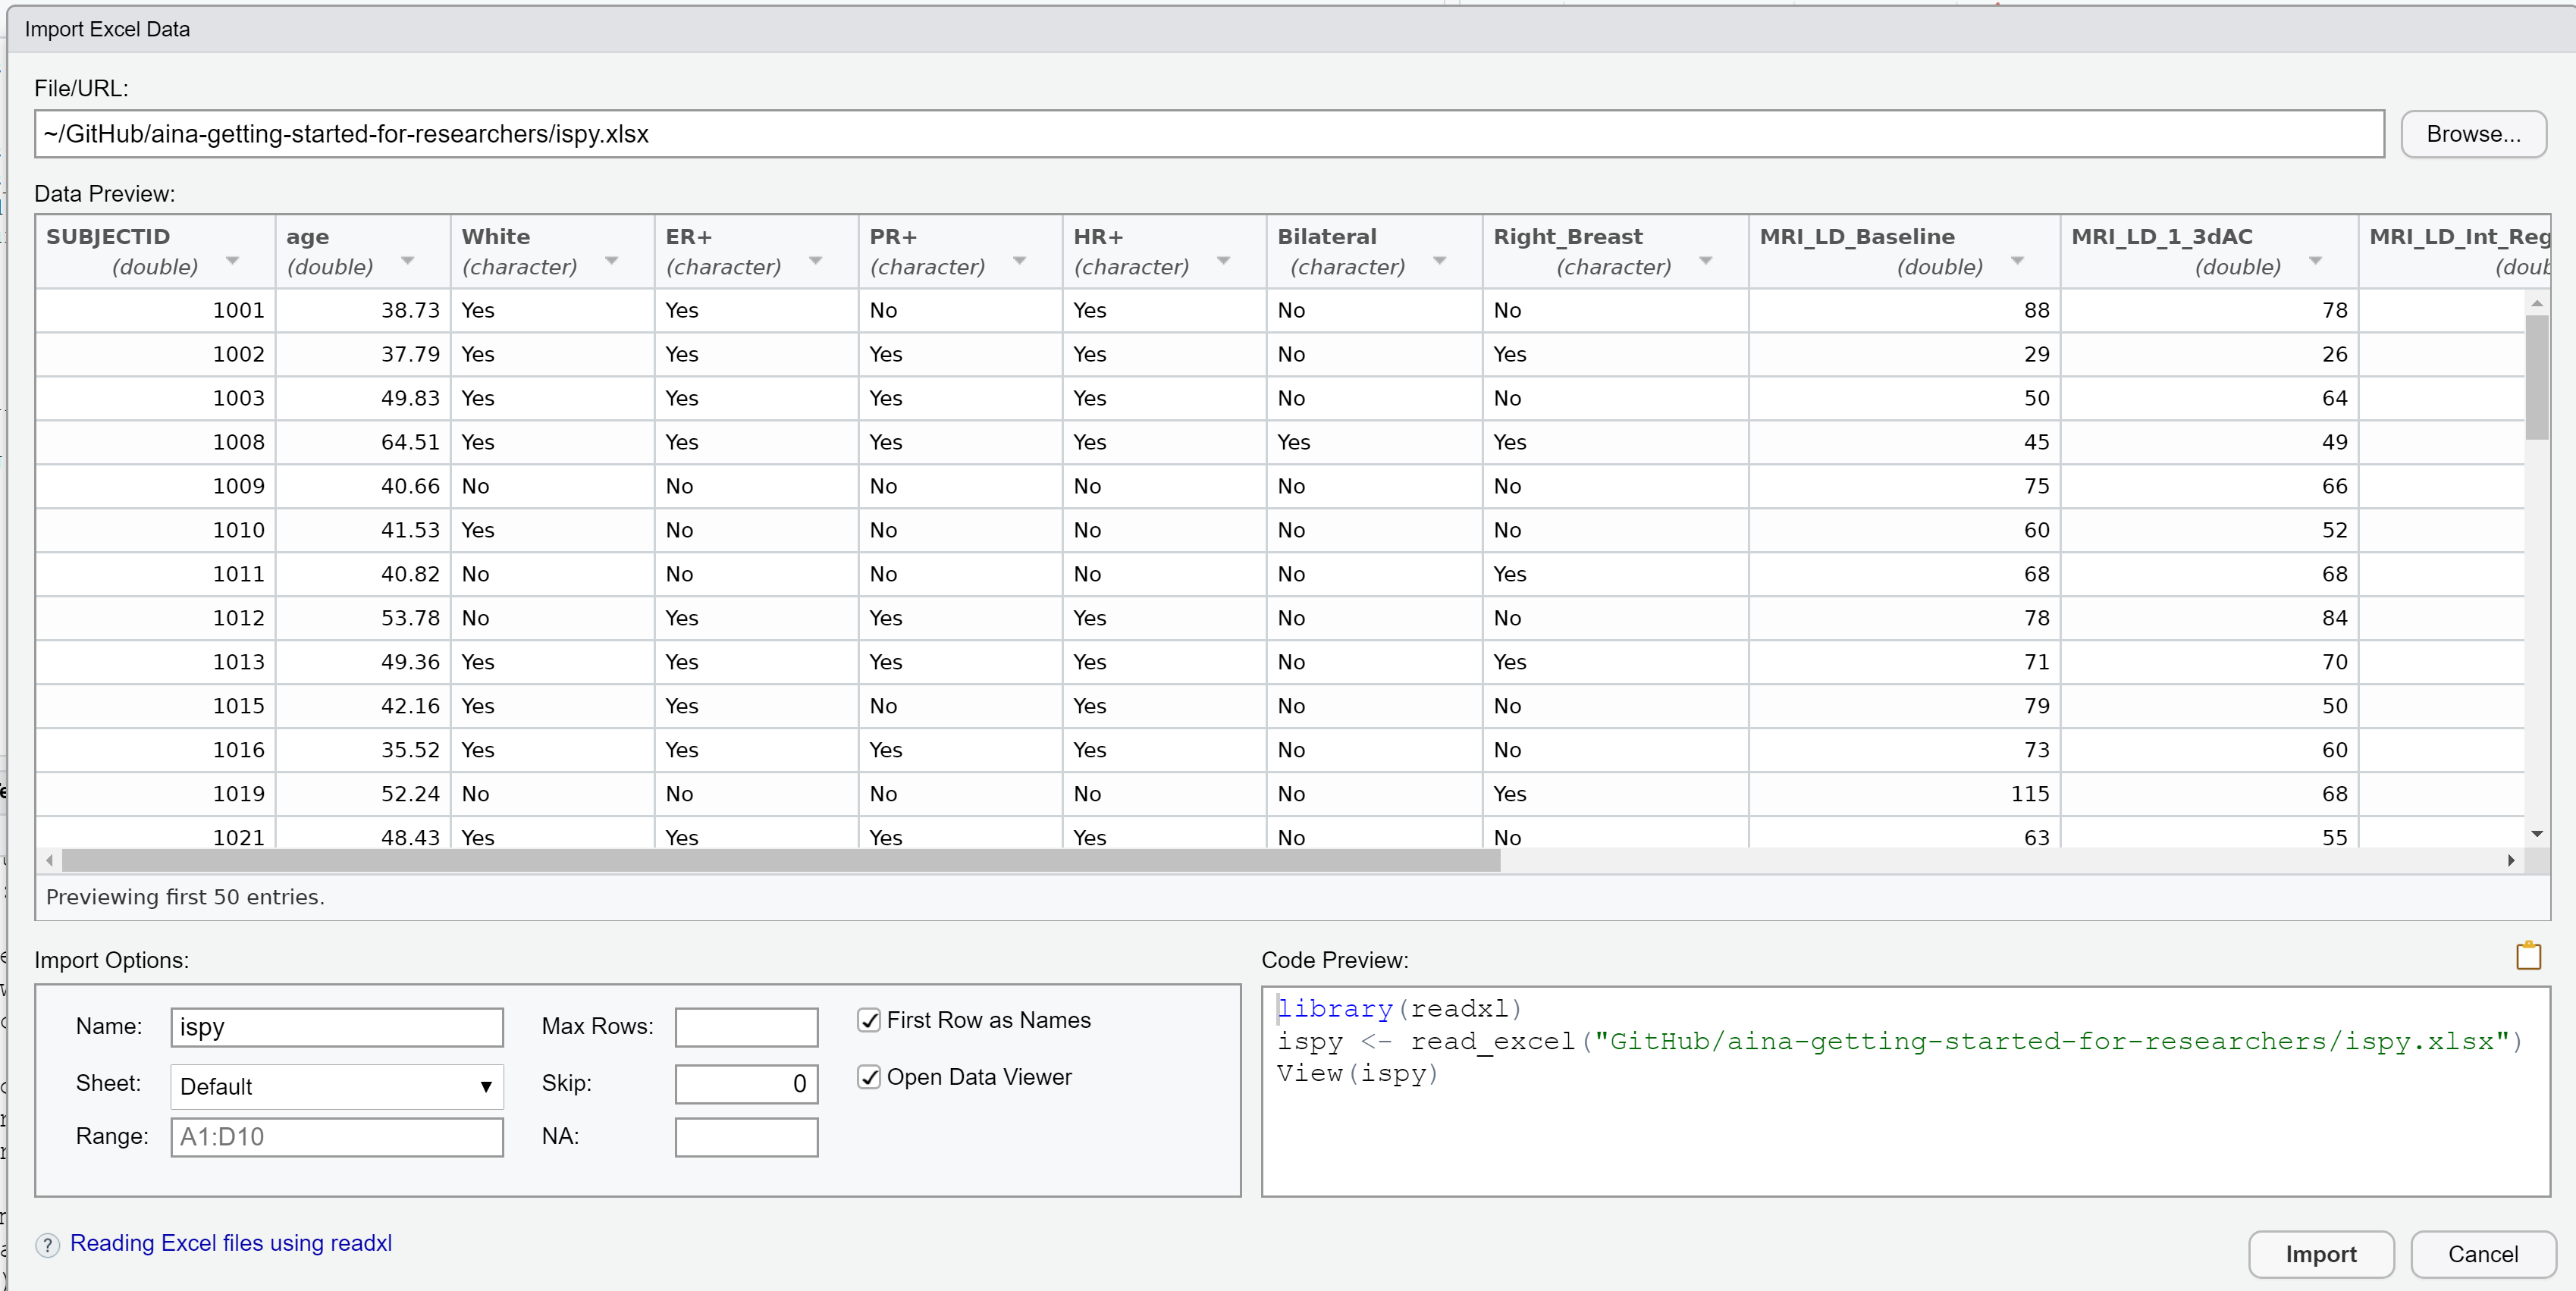 Import Excel Data
File/URL:
~/GitHub/aina-getting-started-for-researchers/ispy.xlsx
Browse...
Data Preview:
SUBJECTID age White ER+ PR+ HR+ Bilateral Right_Breast MRI_LD_Baseline MRI_LD_1_3dAC MRI_LD_Int_Reg
(double) (double) (character) (character) (character) (character) (character) (character) (double) (double) (doub
1001 38.73 Yes Yes No Yes No No 88 78
1002 37.79 Yes Yes Yes Yes No Yes 29 26
1003 49.83 Yes Yes Yes Yes No No 50 64
1008 64.51 Yes Yes Yes Yes Yes Yes 45 49
1009 40.66 No No No No No No 75 66
1010 41.53 Yes No No No No No 60 52
1011 40.82 No No No No No Yes 68 68
1012 53.78 No Yes Yes Yes No No 78 84
1013 49.36 Yes Yes Yes Yes No Yes 71 70
1015 42.16 Yes Yes No Yes No No 79 50
1016 35.52 Yes Yes Yes Yes No No 73 60
1019 52.24 No No No No No Yes 115 68
1021 48.43 Yes Yes Yes Yes No No 63 55
Previewing first 50 entries.
Import Options:
Name: ispy
Max Rows:
First Row as Names
Sheet: Default
Skip: 0
Open Data Viewer
Range: A1:D10
NA:
Code Preview:
library(readxl)
ispy <- read_excel("GitHub/aina-getting-started-for-researchers/ispy.xlsx")
View(ispy)
? Reading Excel files using readxl
Import
Cancel